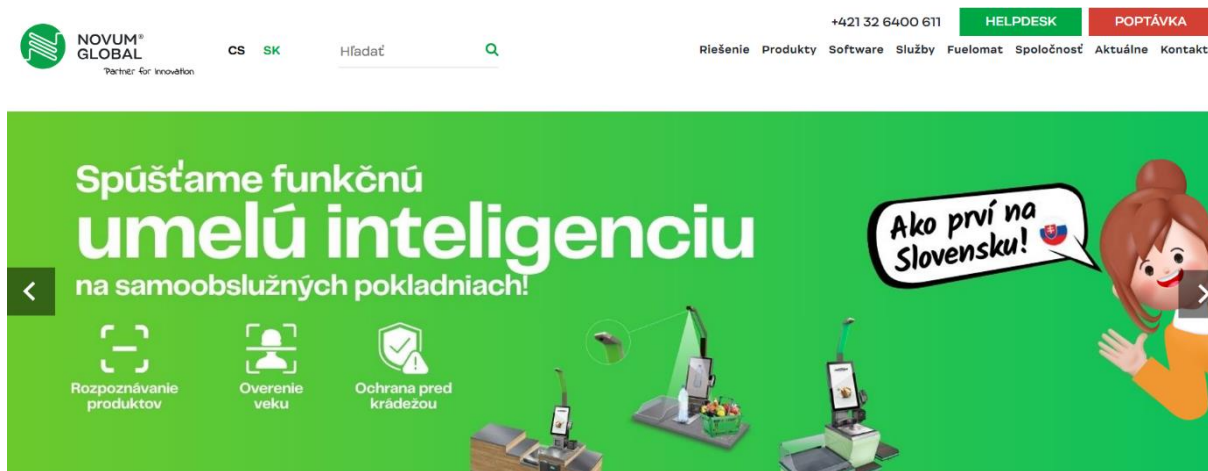 +421 32 6400 611
HELPDESK
POPTÁVKA
NOVUM®
GLOBAL
Partner for innovation
CS SK
Hľadať
Riešenie Produkty Software Služby Fuelomat Spoločnosť Aktuálne Kontakt
Spúšťame funkčnú
umelú inteligenciu
na samoobslužných pokladniach!
Ako prví na
Slovensku!
Rozpoznávanie
produktov
Overenie
veku
Ochrana pred
krádežou